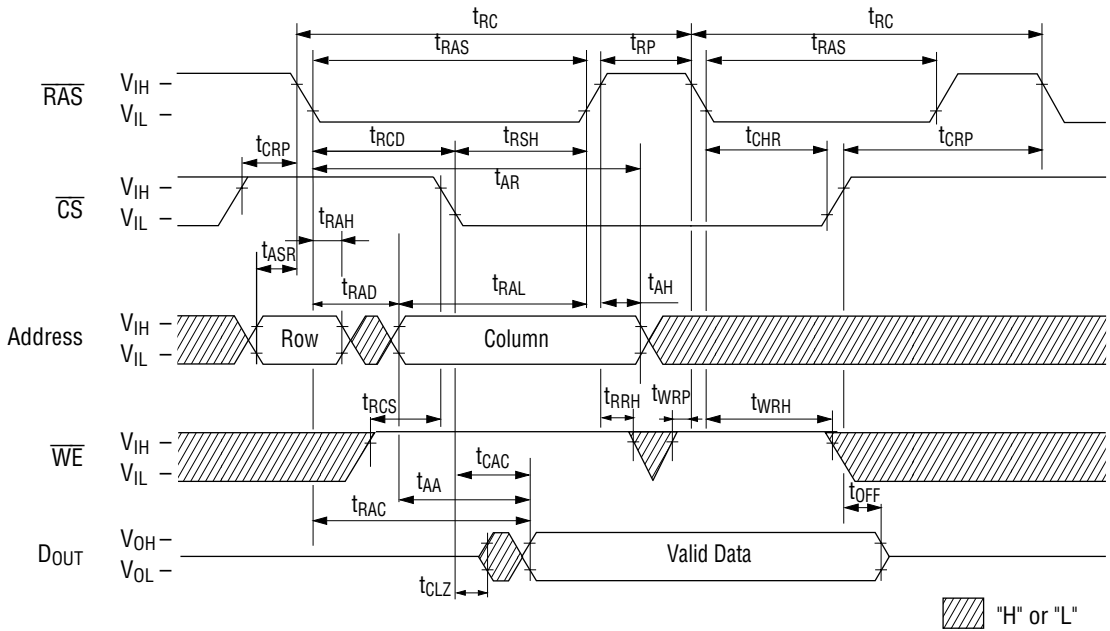 tRC tRC
tRAS tRP tRAS
RAS VIH
VIL
tCRP tRCD tRSH tCHR tCRP
tAR
CS VIH
VIL
tRAH
tASR
tRAD tRAL tAH
Address VIH
VIL
Row Column
tRCS tRRH tWRP tWRH
WE VIH
VIL
tCAC
tAA
tRAC tOFF
DOUT VOH
VOL
Valid Data
tCLZ
"H" or "L"